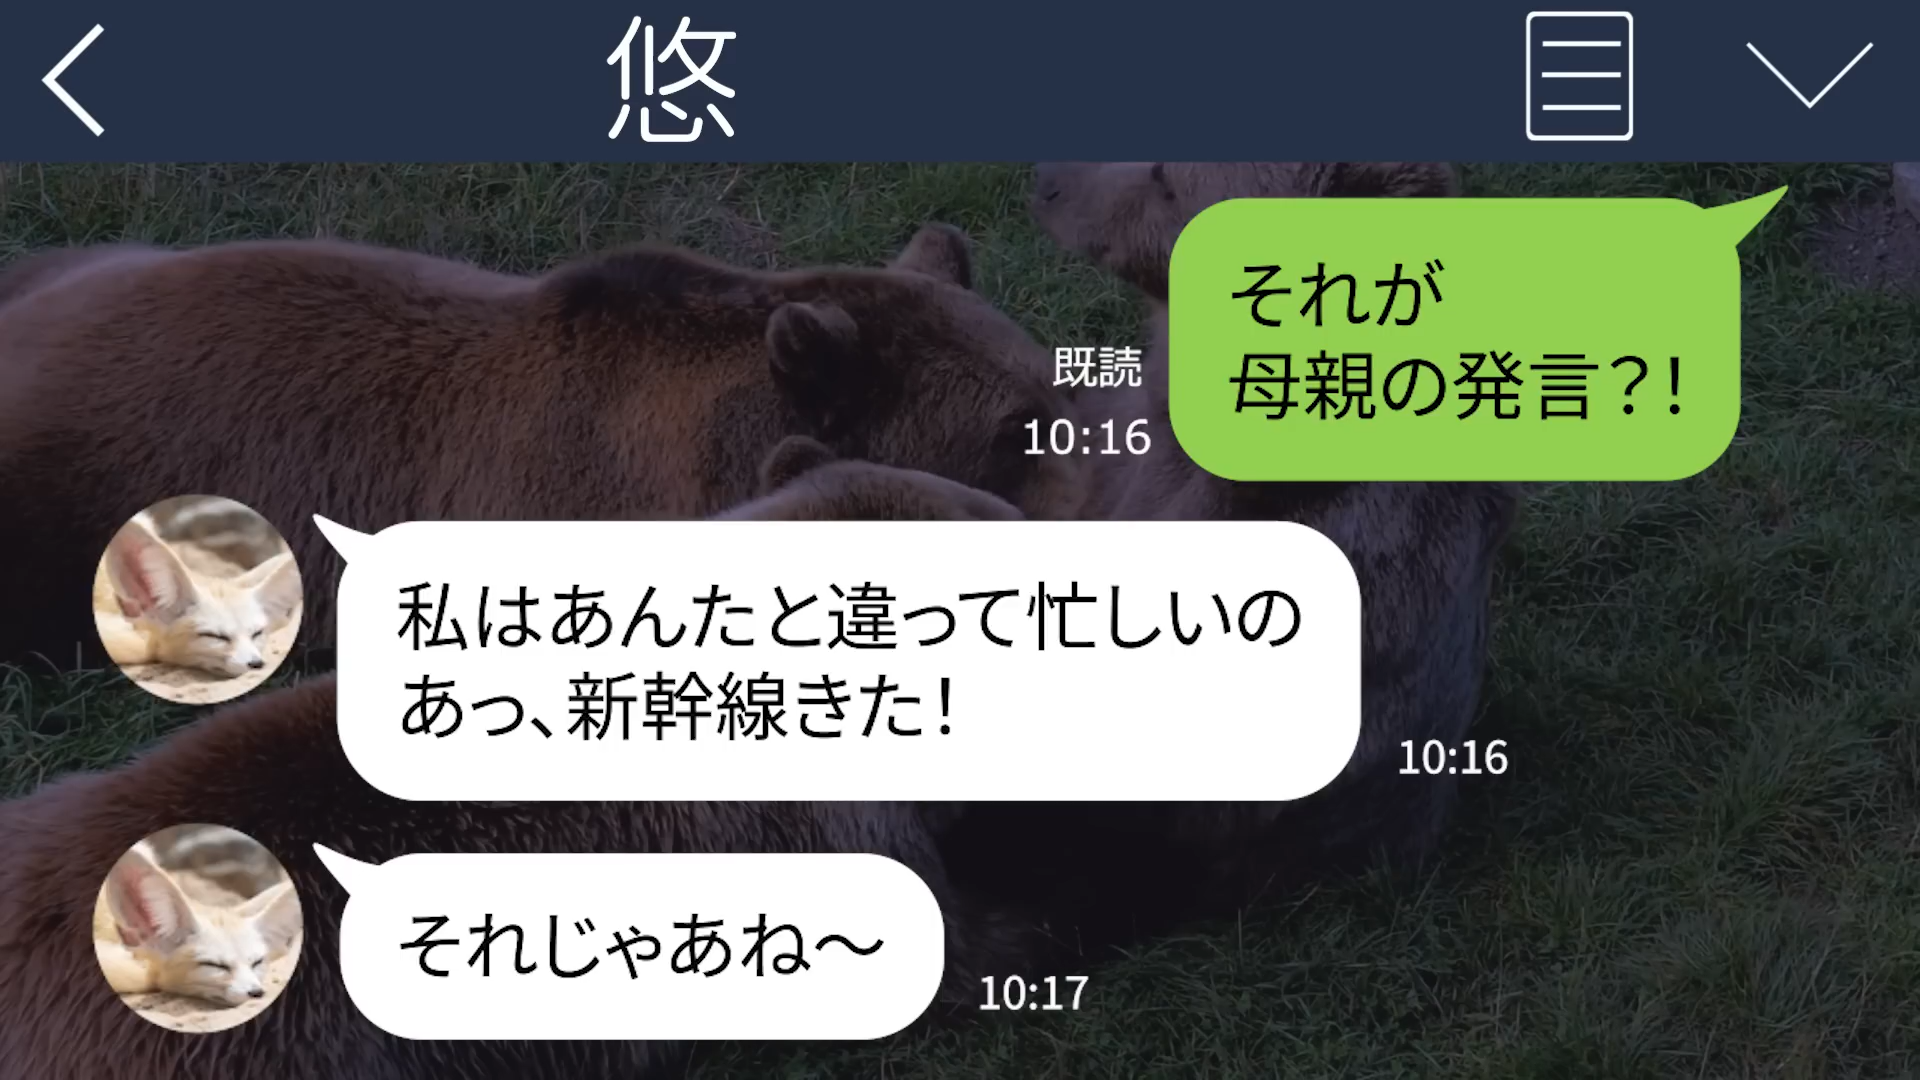 悠
それが
母親の発言？！
既読
10:16
私はあんたと違って忙しいの
あっ、新幹線きた！
10:16
それじゃあね～
10:17